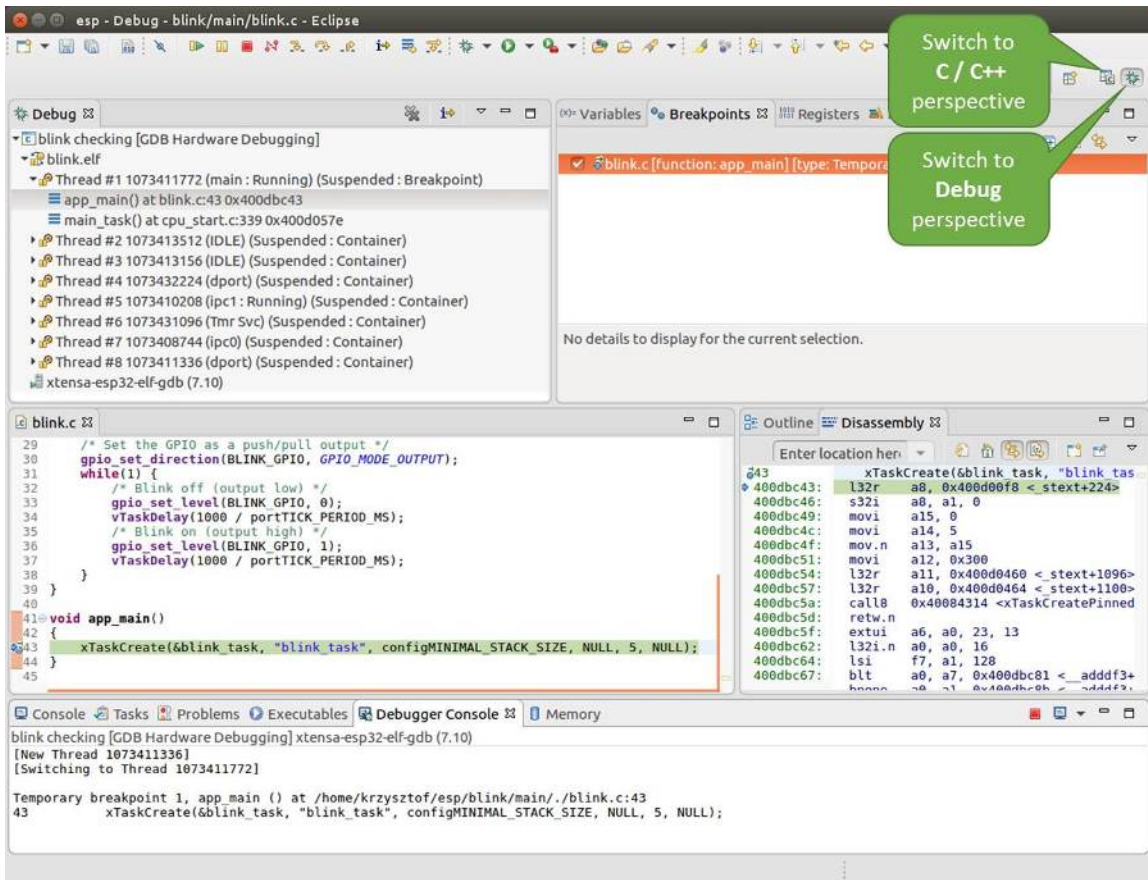 esp - Debug - blink/main/blink.c - Eclipse
Switch to
C / C++
perspective
Switch to
Debug
perspective
Debug
blink checking [GDB Hardware Debugging]
blink.elf
Thread #1 1073411772 (main : Running) (Suspended : Breakpoint)
app_main() at blink.c:43 0x400dbc43
main_task() at cpu_start.c:339 0x400d057e
Thread #2 1073413512 (IDLE) (Suspended : Container)
Thread #3 1073413156 (IDLE) (Suspended : Container)
Thread #4 1073432224 (dport) (Suspended : Container)
Thread #5 1073410208 (ipc1 : Running) (Suspended : Container)
Thread #6 1073431096 (Tmr Svc) (Suspended : Container)
Thread #7 1073408744 (ipc0) (Suspended : Container)
Thread #8 1073411336 (dport) (Suspended : Container)
xtensa-esp32-elf-gdb (7.10)
(x)= Variables Breakpoints Registers
blink.c [function: app_main] [type: Tempora
No details to display for the current selection.
blink.c
29 /* Set the GPIO as a push/pull output */
30 gpio_set_direction(BLINK_GPIO, GPIO_MODE_OUTPUT);
31 while(1) {
32 /* Blink off (output low) */
33 gpio_set_level(BLINK_GPIO, 0);
34 vTaskDelay(1000 / portTICK_PERIOD_MS);
35 /* Blink on (output high) */
36 gpio_set_level(BLINK_GPIO, 1);
37 vTaskDelay(1000 / portTICK_PERIOD_MS);
38 }
39 }
40
41 void app_main()
42 {
43 xTaskCreate(&blink_task, "blink_task", configMINIMAL_STACK_SIZE, NULL, 5, NULL);
44 }
45
Outline Disassembly
Enter location here
43 xTaskCreate(&blink_task, "blink_tas
400dbc43: l32r a8, 0x400d00f8 <_stext+224>
400dbc46: s32i a8, a1, 0
400dbc49: movi a15, 0
400dbc4c: movi a14, 5
400dbc4f: mov.n a13, a15
400dbc51: movi a12, 0x300
400dbc54: l32r a11, 0x400d0460 <_stext+1096>
400dbc57: l32r a10, 0x400d0464 <_stext+1100>
400dbc5a: call8 0x40084314 <xTaskCreatePinned
400dbc5d: retw.n
400dbc5f: extui a6, a0, 23, 13
400dbc62: l32i.n a0, a0, 16
400dbc64: lsi f7, a1, 128
400dbc67: blt a0, a7, 0x400dbc81 <__adddf3+
Console Tasks Problems Executables Debugger Console Memory
blink checking [GDB Hardware Debugging] xtensa-esp32-elf-gdb (7.10)
[New Thread 1073411336]
[Switching to Thread 1073411772]
Temporary breakpoint 1, app_main () at /home/krzysztof/esp/blink/main/./blink.c:43
43 xTaskCreate(&blink_task, "blink_task", configMINIMAL_STACK_SIZE, NULL, 5, NULL);